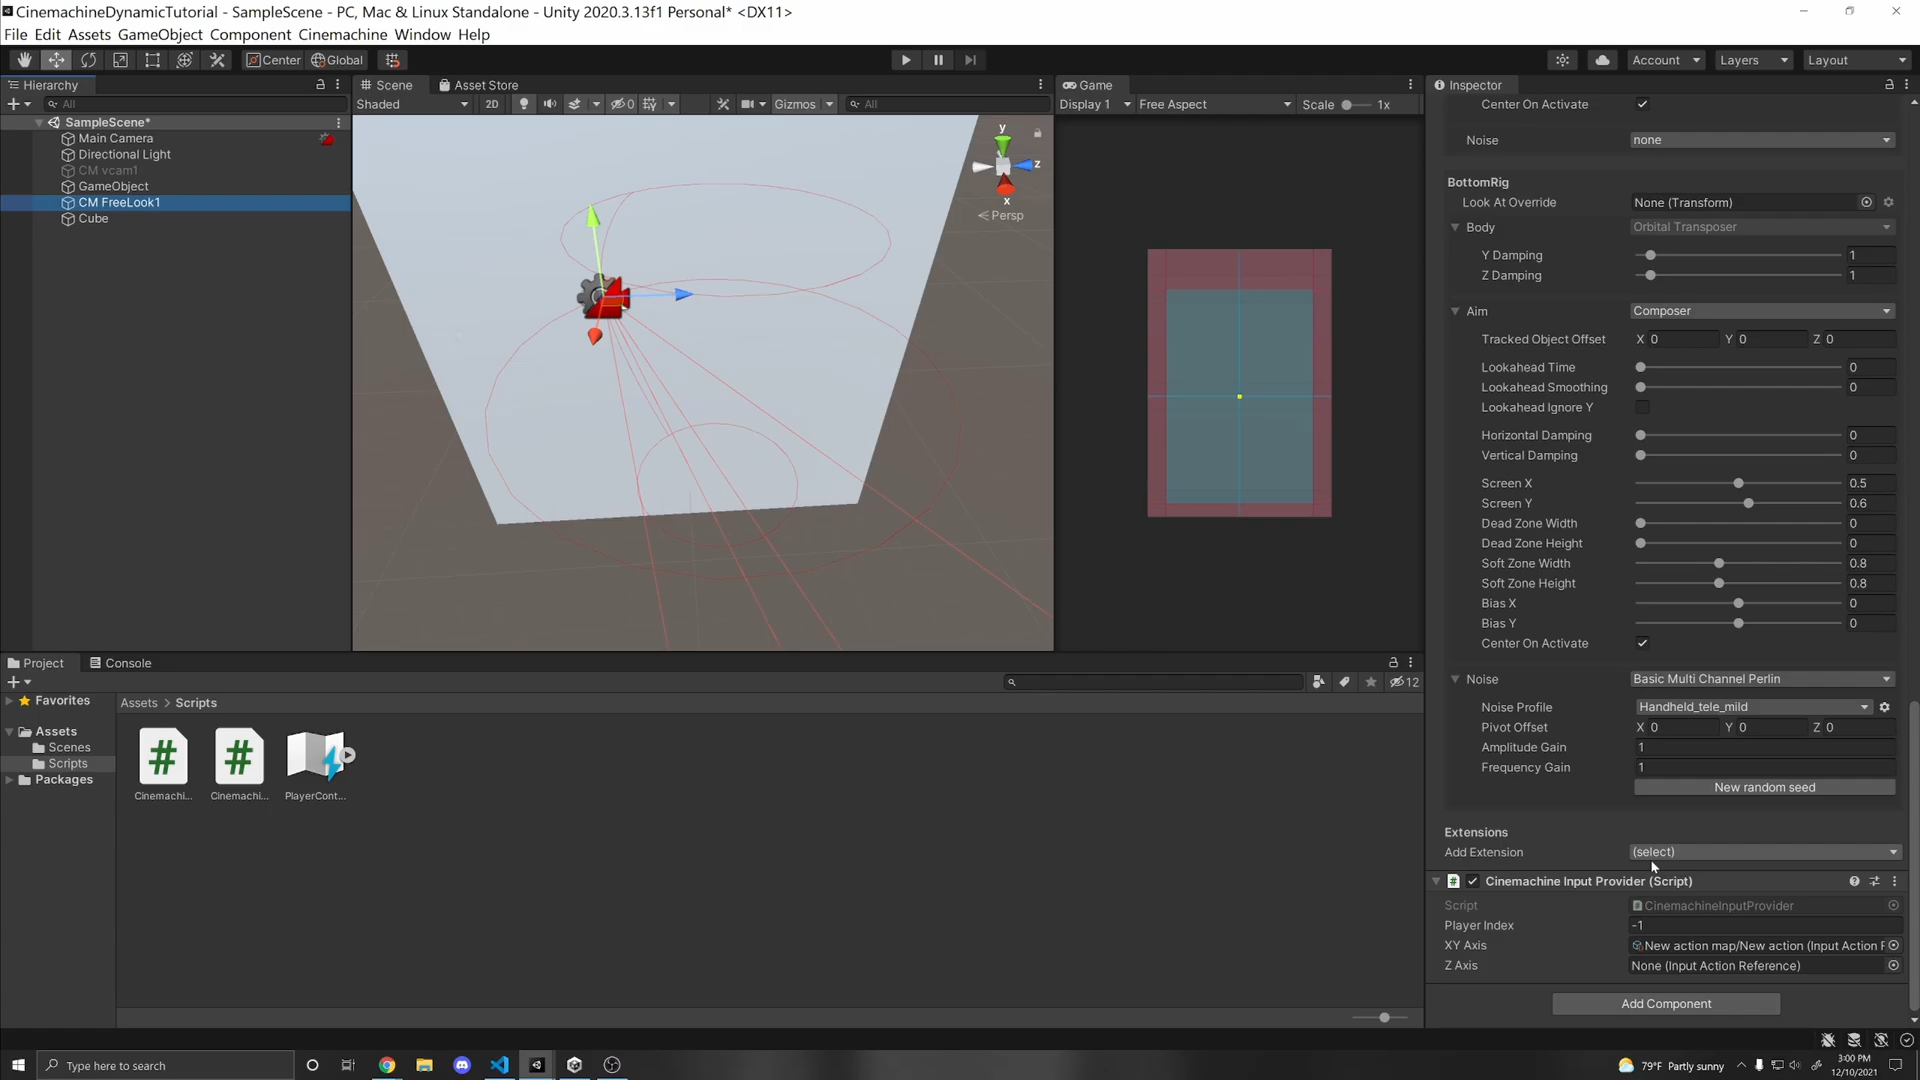 CinemachineDynamicTutorial - SampleScene - PC, Mac & Linux Standalone - Unity 2020.3.13f1 Personal* <DX11>
File Edit Assets GameObject Component Cinemachine Window Help
Center Global
Account Layers Layout
Hierarchy
All
SampleScene*
Main Camera
Directional Light
CM vcam1
GameObject
CM FreeLook1
Cube
Scene Asset Store
Shaded 2D 0 Gizmos All
y
z
x
Persp
Game
Display 1 Free Aspect Scale 1x
Inspector
Center On Activate
Noise none
BottomRig
Look At Override None (Transform)
Body Orbital Transposer
Y Damping 1
Z Damping 1
Aim Composer
Tracked Object Offset X 0 Y 0 Z 0
Lookahead Time 0
Lookahead Smoothing 0
Lookahead Ignore Y
Horizontal Damping 0
Vertical Damping 0
Screen X 0.5
Screen Y 0.6
Dead Zone Width 0
Dead Zone Height 0
Soft Zone Width 0.8
Soft Zone Height 0.8
Bias X 0
Bias Y 0
Center On Activate
Noise Basic Multi Channel Perlin
Noise Profile Handheld_tele_mild
Pivot Offset X 0 Y 0 Z 0
Amplitude Gain 1
Frequency Gain 1
New random seed
Extensions
Add Extension (select)
# Cinemachine Input Provider (Script)
Script CinemachineInputProvider
Player Index -1
XY Axis New action map/New action (Input Action F
Z Axis None (Input Action Reference)
Add Component
Project Console
12
Favorites
Assets
Scenes
Scripts
Packages
Assets > Scripts
# Cinemachi...
# Cinemachi...
PlayerCont...
Type here to search
79°F Partly sunny
3:00 PM
12/10/2021